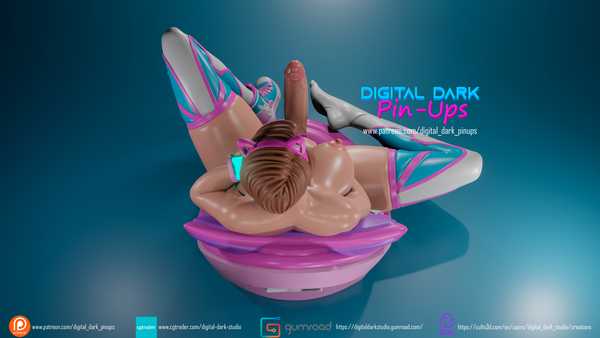 DIGITAL DARK
Pin-Ups
www.patreon.com/digital_dark_pinups
www.patreon.com/digital_dark_pinups
cgtrader
www.cgtrader.com/digital-dark-studio
gumroad
https://digitaldarkstudio.gumroad.com/
https://cults3d.com/en/users/digital_dark_studio/creations